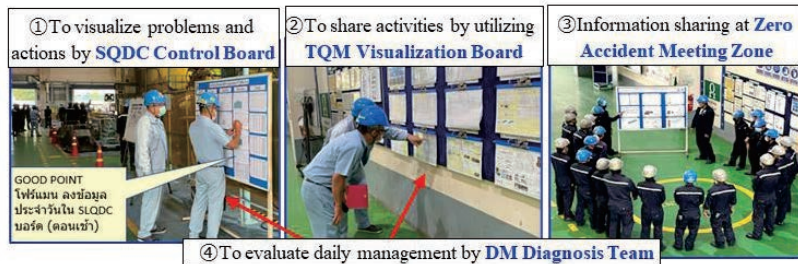 ①To visualize problems and
actions by SQDC Control Board
②To share activities by utilizing
TQM Visualization Board
③Information sharing at Zero
Accident Meeting Zone
GOOD POINT
โฟร์แมน ลงข้อมูล
ประจำวันใน SLQDC
บอร์ด (ตอนเช้า)
④To evaluate daily management by DM Diagnosis Team